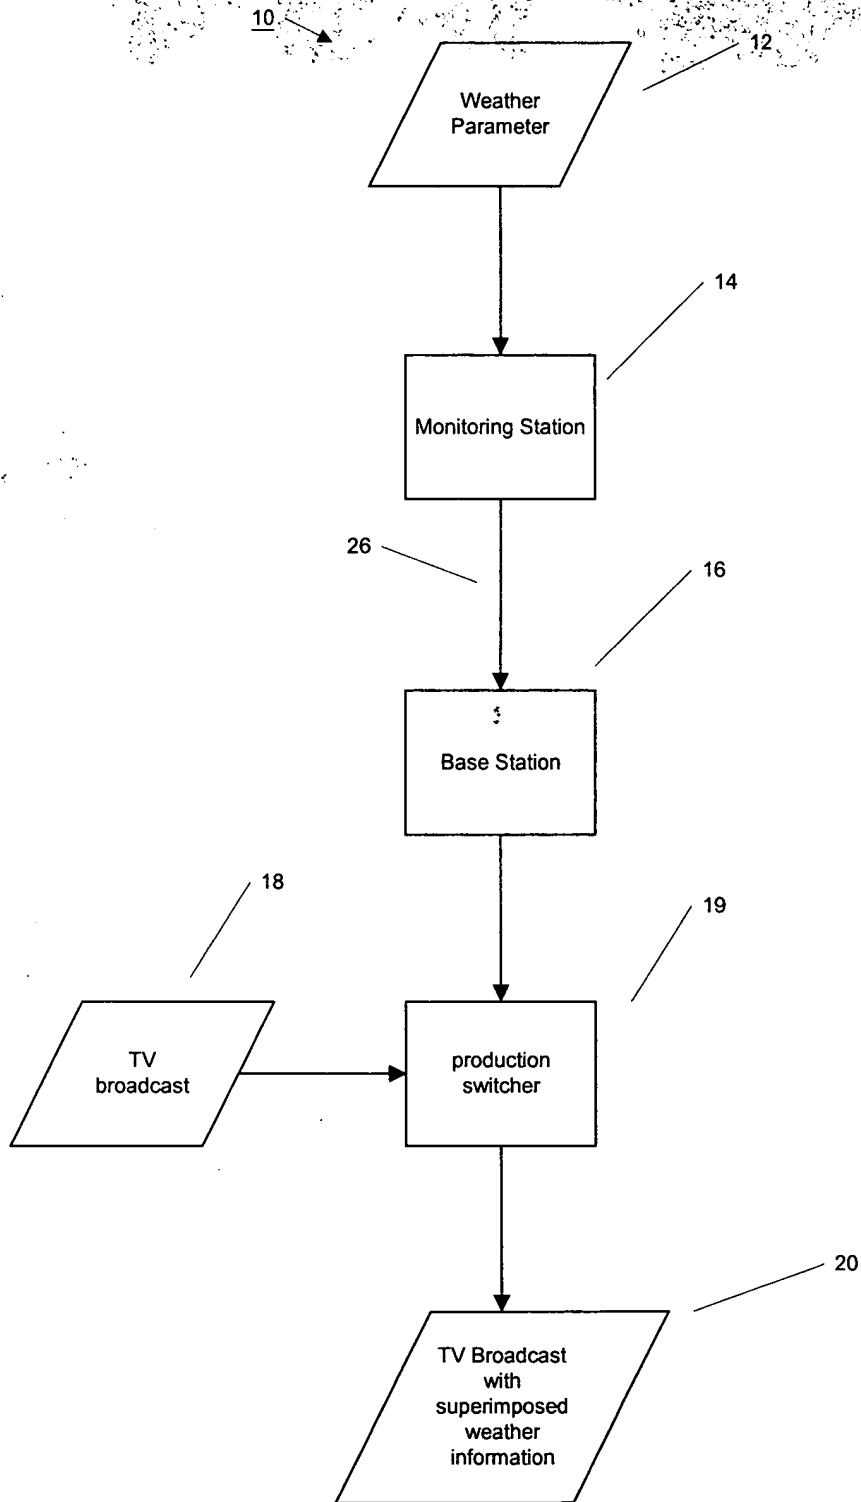 10
12
Weather
Parameter
14
Monitoring Station
26
16
Base Station
18
19
TV
broadcast
production
switcher
20
TV Broadcast
with
superimposed
weather
information